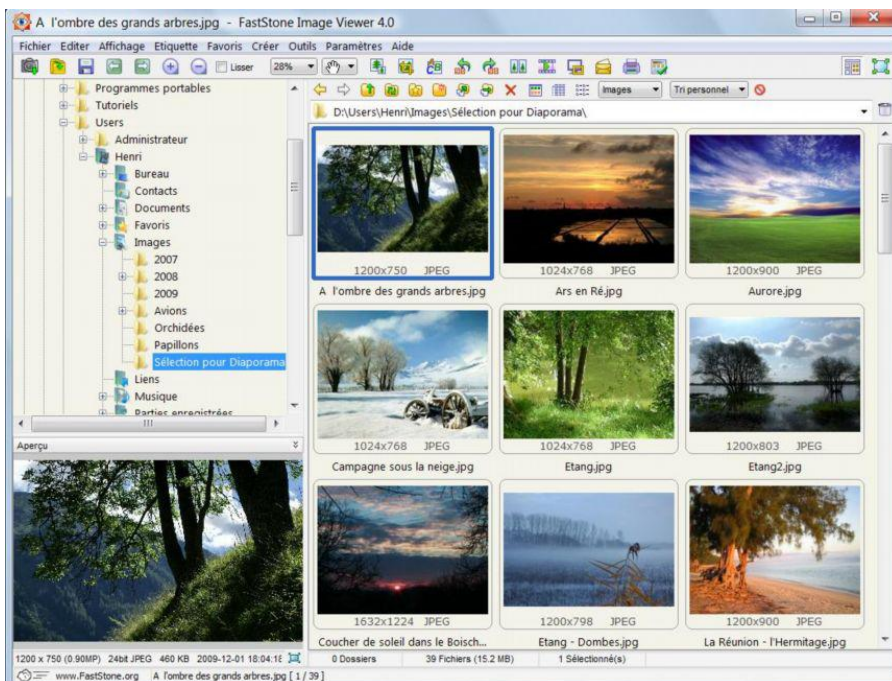 A l'ombre des grands arbres.jpg - FastStone Image Viewer 4.0
Fichier Editer Affichage Etiquette Favoris Créer Outils Paramètres Aide
Lisser 28%
Programmes portables
Tutoriels
Users
Administrateur
Henri
Bureau
Contacts
Documents
Favoris
Images
2007
2008
2009
Avions
Orchidées
Papillons
Sélection pour Diaporama
Liens
Musique
Parties enregistrées
Aperçu
1200 x 750 (0.90MP) 24bit JPEG 460 KB 2009-12-01 18:04:18
Images Tri personnel
D:\Users\Henri\Images\Sélection pour Diaporama\
1200x750 JPEG
A l'ombre des grands arbres.jpg
1024x768 JPEG
Ars en Ré.jpg
1200x900 JPEG
Aurore.jpg
1024x768 JPEG
Campagne sous la neige.jpg
1024x768 JPEG
Etang.jpg
1200x803 JPEG
Etang2.jpg
1632x1224 JPEG
Coucher de soleil dans le Boisch...
1200x798 JPEG
Etang - Dombes.jpg
1200x900 JPEG
La Réunion - l'Hermitage.jpg
0 Dossiers 39 Fichiers (15.2 MB) 1 Sélectionné(s)
www.FastStone.org A l'ombre des grands arbres.jpg [ 1 / 39 ]